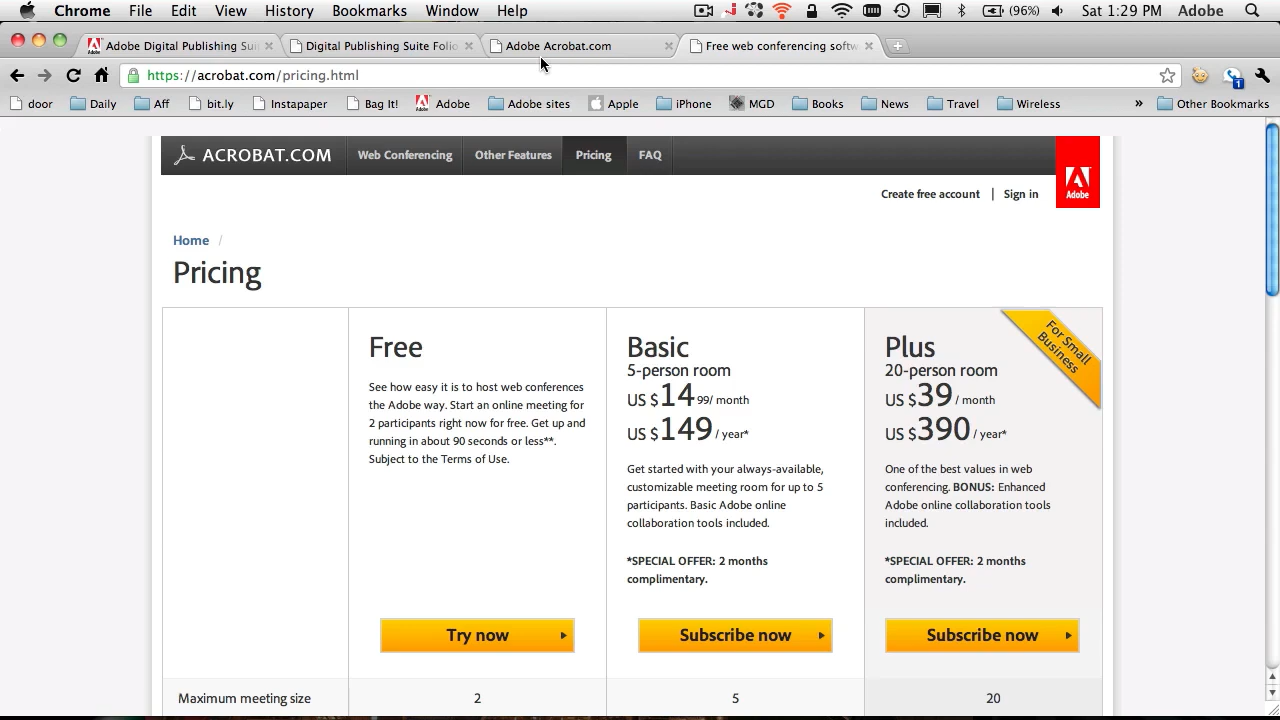 Chrome File Edit View History Bookmarks Window Help (96%) Sat 1:29 PM Adobe
Adobe Digital Publishing Sui
Digital Publishing Suite Folio
Adobe Acrobat.com
Free web conferencing softw
https://acrobat.com/pricing.html
1
door Daily Aff bit.ly Instapaper Bag It! Adobe Adobe sites Apple iPhone MGD Books News Travel Wireless » Other Bookmarks
ACROBAT.COM Web Conferencing Other Features Pricing FAQ
Adobe
Create free account | Sign in
Home /
Pricing
Free
See how easy it is to host web conferences
the Adobe way. Start an online meeting for
2 participants right now for free. Get up and
running in about 90 seconds or less**.
Subject to the Terms of Use.
Try now
Basic
5-person room
US $14 99/ month
US $149 / year*
Get started with your always-available,
customizable meeting room for up to 5
participants. Basic Adobe online
collaboration tools included.
*SPECIAL OFFER: 2 months
complimentary.
Subscribe now
For Small
Business
Plus
20-person room
US $39 / month
US $390 / year*
One of the best values in web
conferencing. BONUS: Enhanced
Adobe online collaboration tools
included.
*SPECIAL OFFER: 2 months
complimentary.
Subscribe now
Maximum meeting size 2 5 20